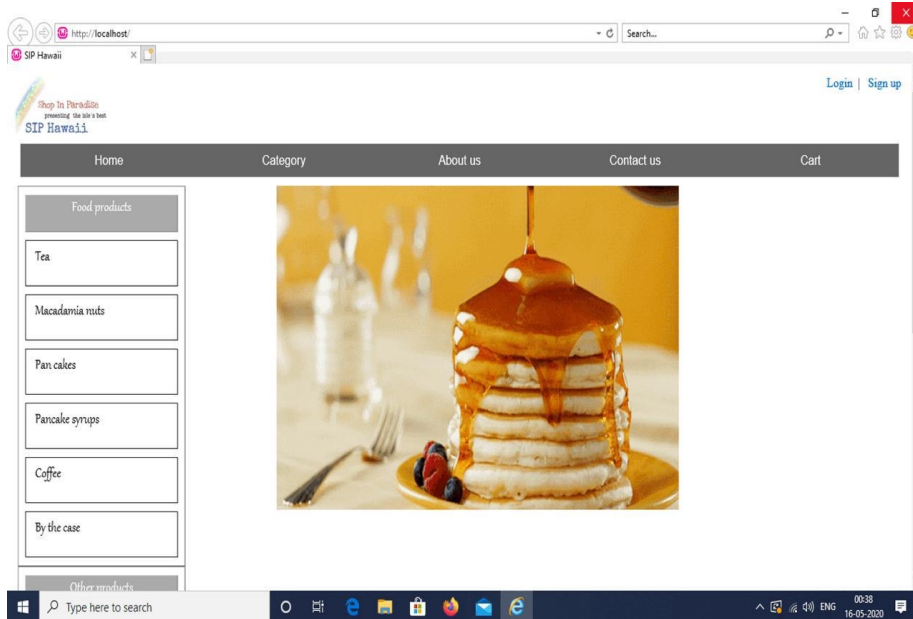 http://localhost/
Search...
SIP Hawaii
Login | Sign up
Shop In Paradise
presenting the isle's best
SIP Hawaii
Home Category About us Contact us Cart
Food products
Tea
Macadamia nuts
Pan cakes
Pancake syrups
Coffee
By the case
Other products
Type here to search
ENG
00:38
16-05-2020